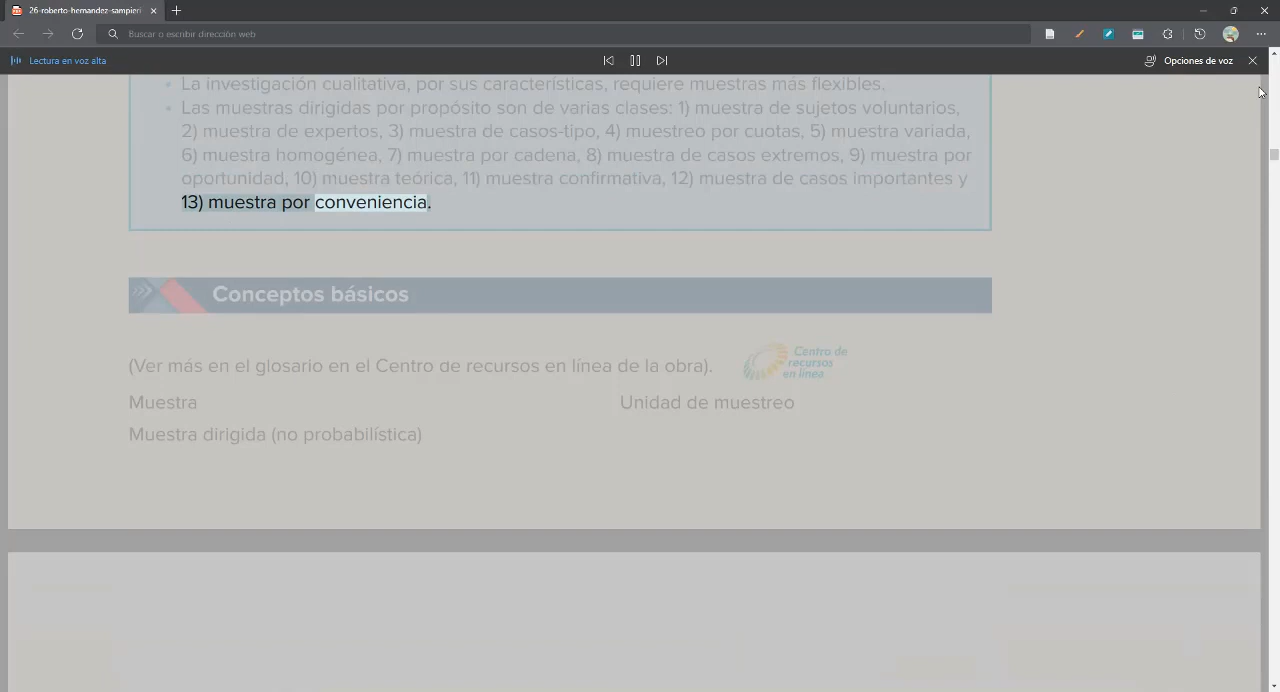 26-roberto-hernandez-sampieri
Buscar o escribir dirección web
Lectura en voz alta
Opciones de voz
• La investigación cualitativa, por sus características, requiere muestras más flexibles.
• Las muestras dirigidas por propósito son de varias clases: 1) muestra de sujetos voluntarios,
2) muestra de expertos, 3) muestra de casos-tipo, 4) muestreo por cuotas, 5) muestra variada,
6) muestra homogénea, 7) muestra por cadena, 8) muestra de casos extremos, 9) muestra por
oportunidad, 10) muestra teórica, 11) muestra confirmativa, 12) muestra de casos importantes y
13) muestra por conveniencia.
Conceptos básicos
(Ver más en el glosario en el Centro de recursos en línea de la obra).
Centro de
recursos
en línea
Muestra
Unidad de muestreo
Muestra dirigida (no probabilística)